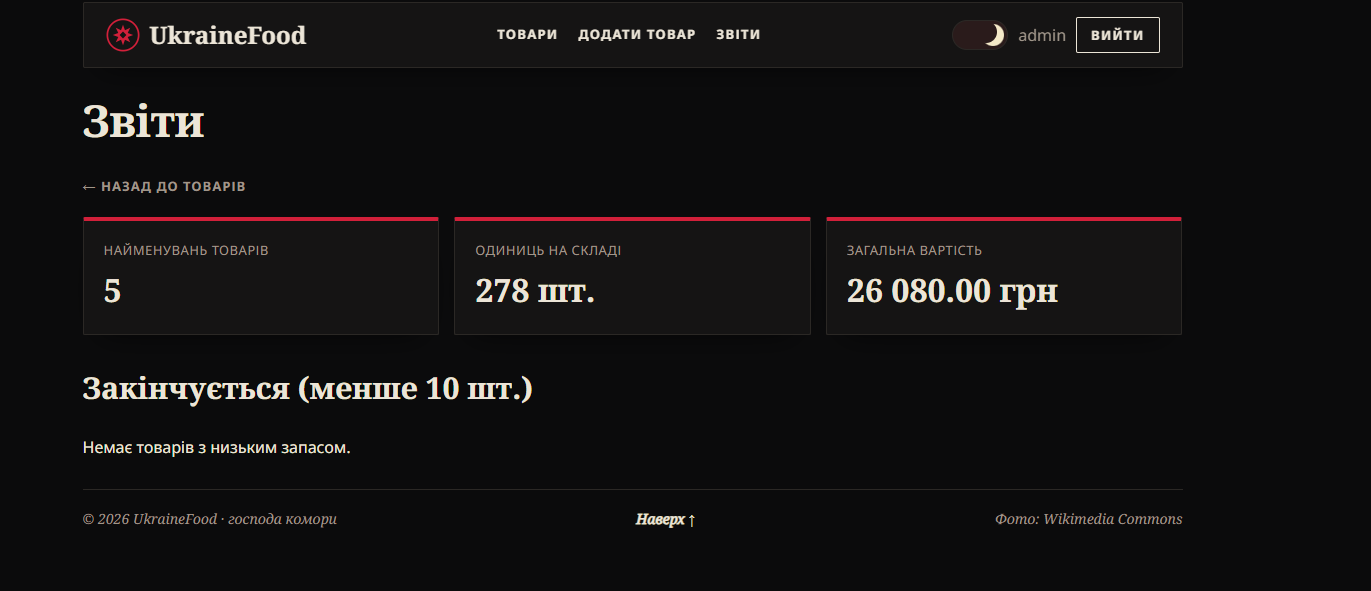 UkraineFood ТОВАРИ ДОДАТИ ТОВАР ЗВІТИ admin ВИЙТИ
Звіти
← НАЗАД ДО ТОВАРІВ
НАЙМЕНУВАНЬ ТОВАРІВ ОДИНИЦЬ НА СКЛАДІ ЗАГАЛЬНА ВАРТІСТЬ
5 278 шт. 26 080.00 грн
Закінчується (менше 10 шт.)
Немає товарів з низьким запасом.
© 2026 UkraineFood · господа комори Наверх ↑ Фото: Wikimedia Commons